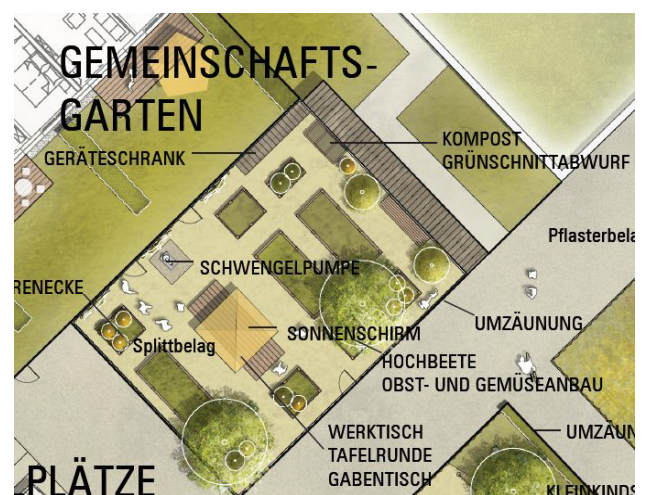 GEMEINSCHAFTS-
GARTEN
GERÄTESCHRANK
KOMPOST
GRÜNSCHNITTABWURF
Pflasterbela
SCHWENGELPUMPE
RENECKE
SONNENSCHIRM
UMZÄUNUNG
Splittbelag
HOCHBEETE
OBST- UND GEMÜSEANBAU
WERKTISCH
TAFELRUNDE
GABENTISCH
UMZÄUN
PLÄTZE
KLEINKINDS